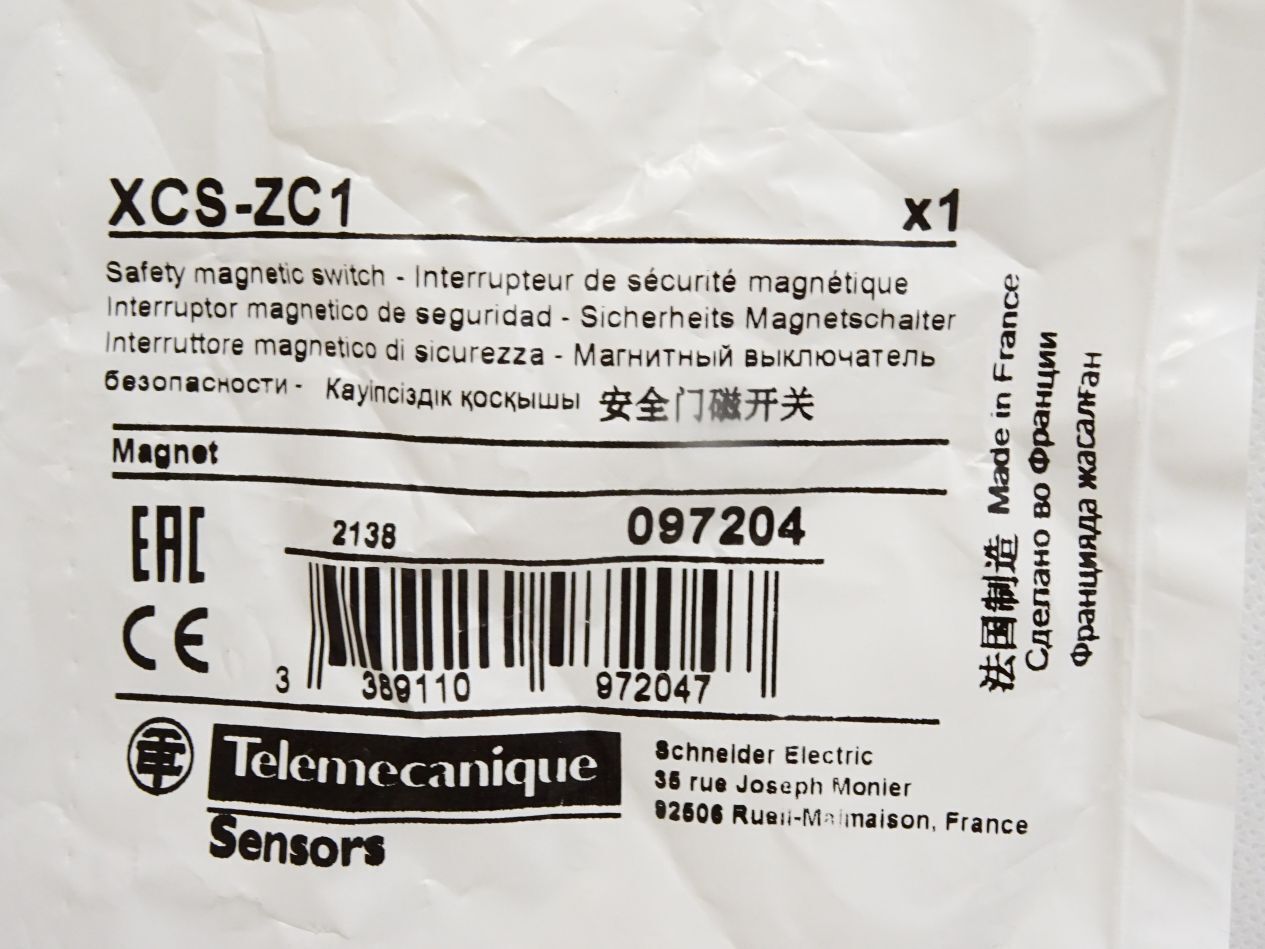 XCS-ZC1 x1
Safety magnetic switch - Interrupteur de sécurité magnétique
Interruptor magnetico de seguridad - Sicherheits Magnetschalter
Interruttore magnetico di sicurezza - Магнитный выключатель
безопасности - Қауіпсіздік қосқышы 安全门磁开关
Magnet
EAC
2138 097204
CE
3 389110 972047
Telemecanique
Sensors
Schneider Electric
35 rue Joseph Monier
92506 Rueil-Malmaison, France
法国制造 Made in France
Сделано во Франции
Францияда жасалған